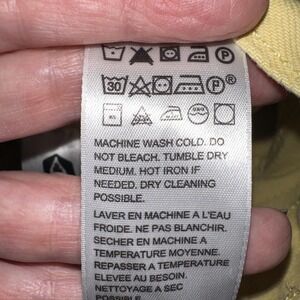 30
®
MACHINE WASH COLD. DO
NOT BLEACH. TUMBLE DRY
MEDIUM. HOT IRON IF
NEEDED. DRY CLEANING
POSSIBLE.
LAVER EN MACHINE A L'EAU
FROIDE. NE PAS BLANCHIR.
SECHER EN MACHINE A
TEMPERATURE MOYENNE.
REPASSER A TEMPERATURE
ELEVEE AU BESOIN.
NETTOYAGE A SEC
POSSIBLE